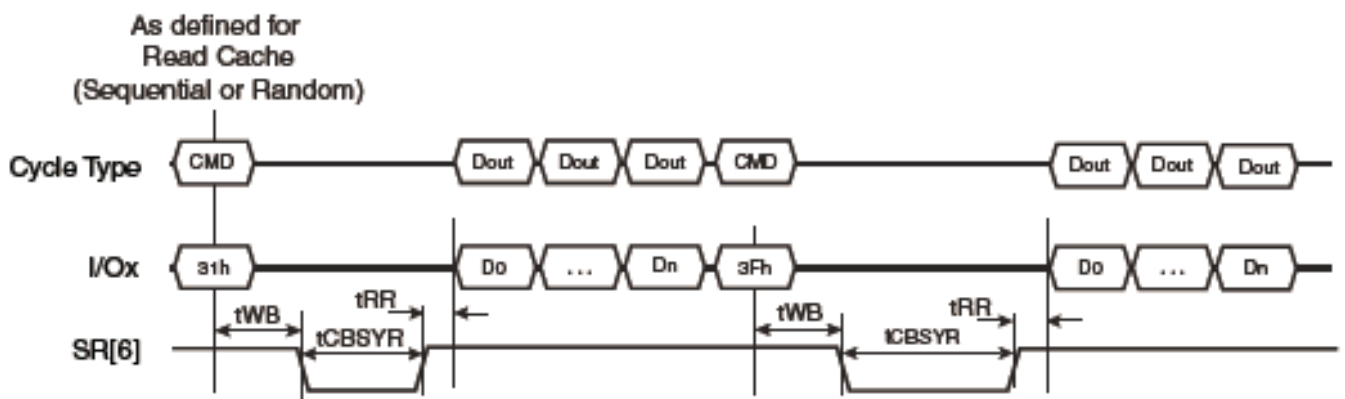 As defined for
Read Cache
(Sequential or Random)
Cycle Type CMD Dout Dout Dout CMD Dout Dout Dout
I/Ox 31h D0 ... Dn 3Fh D0 ... Dn
tWB tRR tWB tRR
tCBSYR tCBSYR
SR[6]